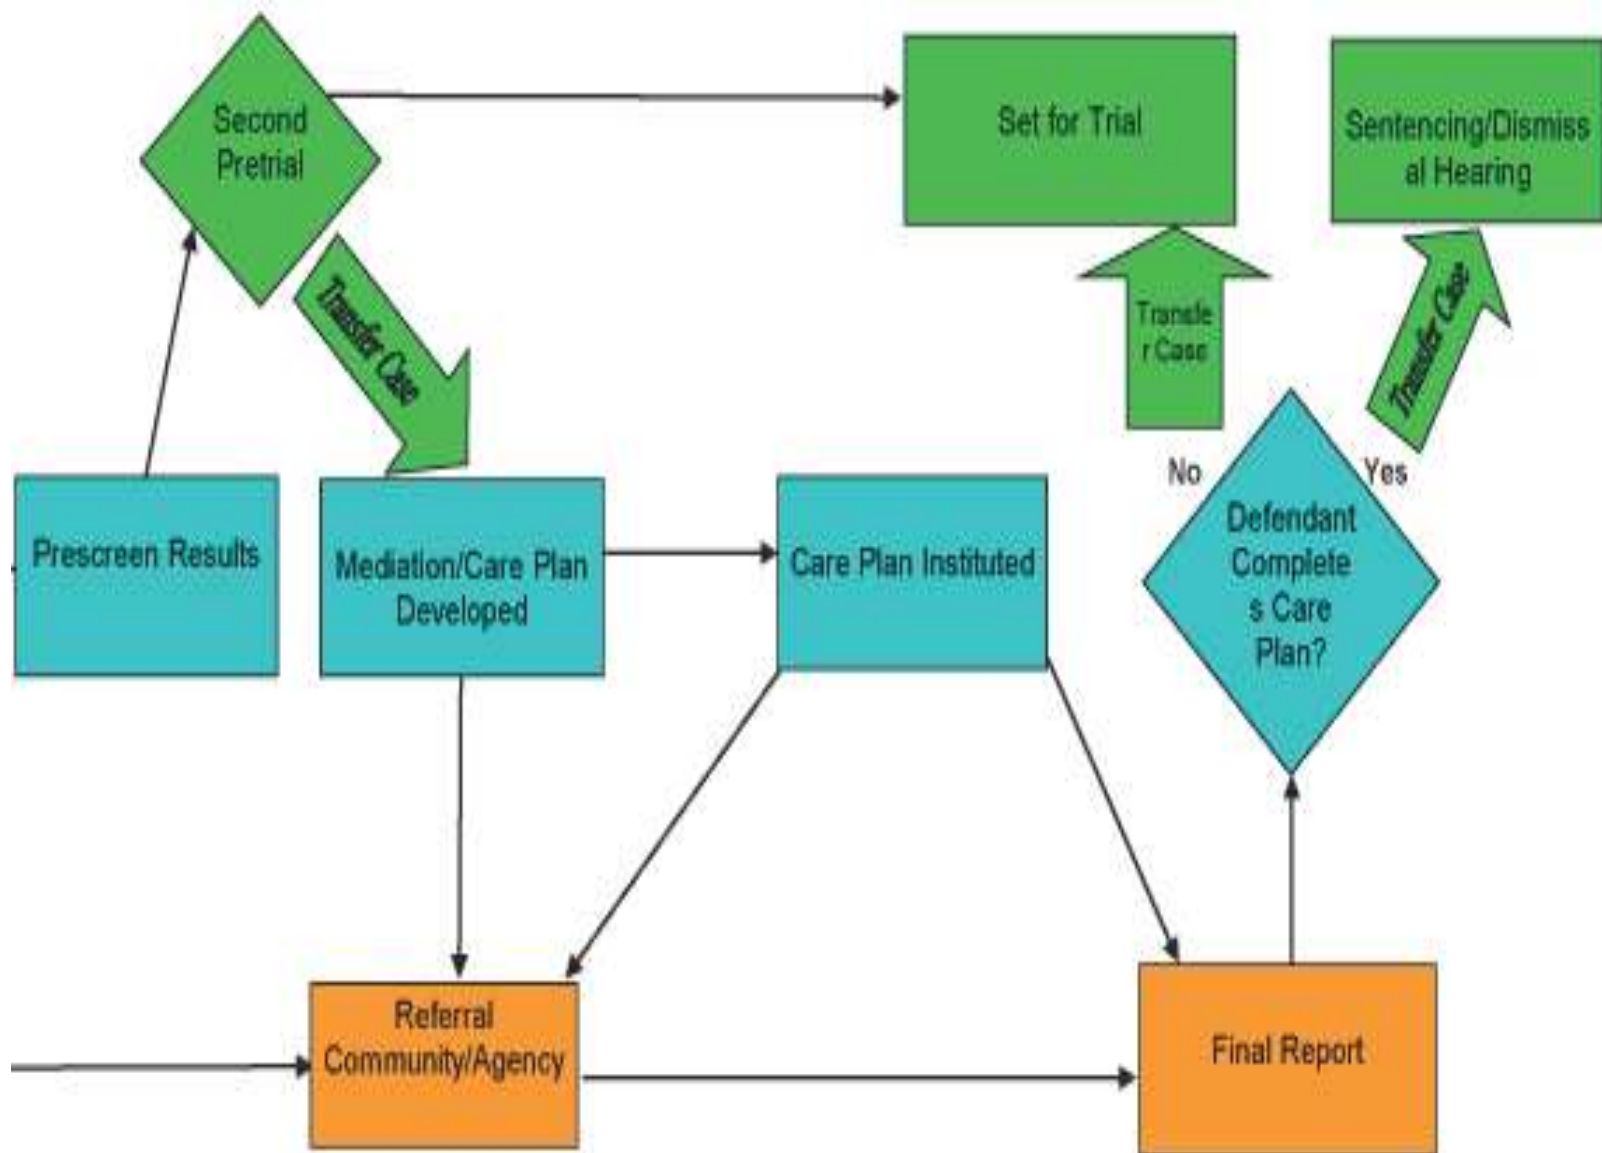 Second
Pretrial
Set for Trial
Sentencing/Dismiss
al Hearing
Transfer Case
Transfe
r Case
Transfer Case
No
Yes
Prescreen Results
Mediation/Care Plan
Developed
Care Plan Instituted
Defendant
Complete
s Care
Plan?
Referral
Community/Agency
Final Report